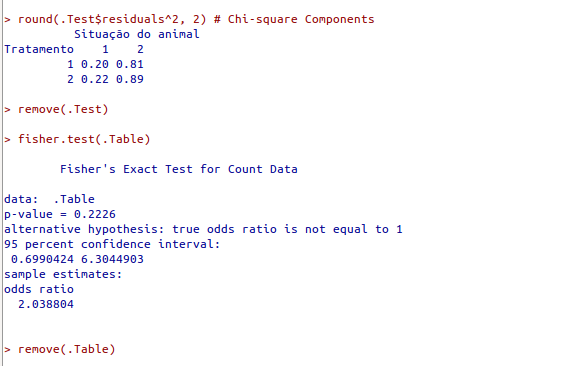 > round(.Test$residuals^2, 2) # Chi-square Components
          Situação do animal
Tratamento    1    2
         1 0.20 0.81
         2 0.22 0.89
> remove(.Test)
> fisher.test(.Table)
        Fisher's Exact Test for Count Data
data:  .Table
p-value = 0.2226
alternative hypothesis: true odds ratio is not equal to 1
95 percent confidence interval:
 0.6990424 6.3044903
sample estimates:
odds ratio
  2.038804
> remove(.Table)